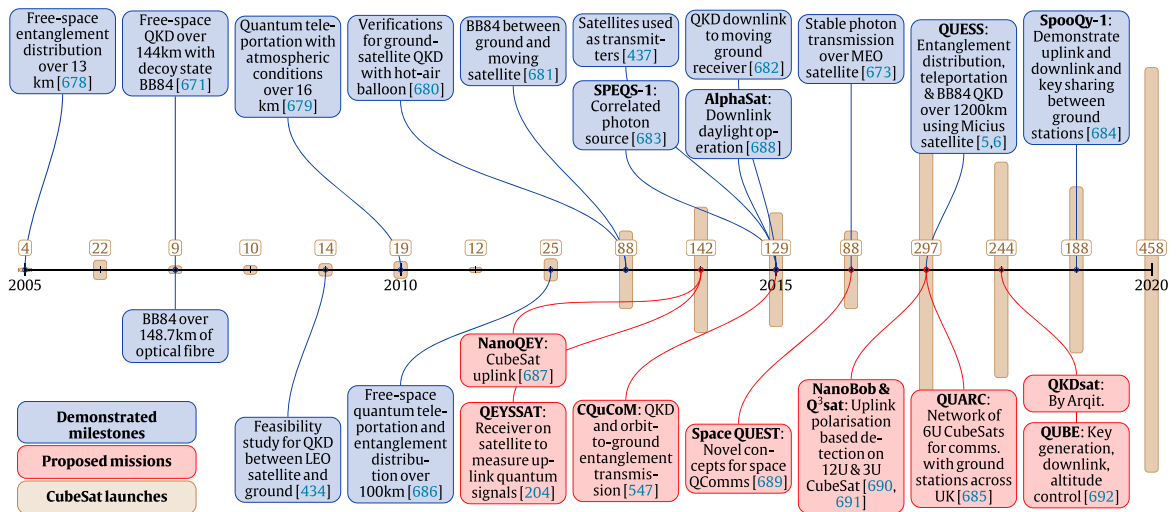 Free-space
entanglement
distribution
over 13
km [678]
Free-space
QKD over
144km with
decoy state
BB84 [671]
Quantum tele-
portation with
atmospheric
conditions
over 16
km [679]
Verifications
for ground-
satellite QKD
with hot-air
balloon [680]
BB84 between
ground and
moving
satellite [681]
Satellites used
as transmit-
ters [437]
SPEQS-1:
Correlated
photon
source [683]
QKD downlink
to moving
ground
receiver [682]
AlphaSat:
Downlink
daylight op-
eration [688]
Stable photon
transmission
over MEO
satellite [673]
QUESS:
Entanglement
distribution,
teleportation
& BB84 QKD
over 1200km
using Micius
satellite [5,6]
SpooQy-1:
Demonstrate
uplink and
downlink and
key sharing
between
ground
stations [684]
4 22 9 10 14 19 12 25 88 142 129 88 297 244 188 458
2005 2010 2015 2020
BB84 over
148.7km of
optical fibre
Feasibility
study for QKD
between LEO
satellite and
ground [434]
Free-space
quantum tele-
portation and
entanglement
distribu-
tion over
100km [686]
NanoQEY:
CubeSat
uplink [687]
QEYSSAT:
Receiver on
satellite to
measure up-
link quantum
signals [204]
CQuCoM: QKD
and orbit-
to-ground
entanglement
transmis-
sion [547]
Space QUEST:
Novel con-
cepts for space
QComms [689]
NanoBob &
Q³sat: Uplink
polarisation
based de-
tection on
12U & 3U
CubeSat [690,
691]
QUARC:
Network of
6U CubeSats
for comms.
with ground
stations across
UK [685]
QKDsat:
By Arqit.
QUBE: Key
generation,
downlink,
altitude
control [692]
Demonstrated
milestones
Proposed missions
CubeSat launches